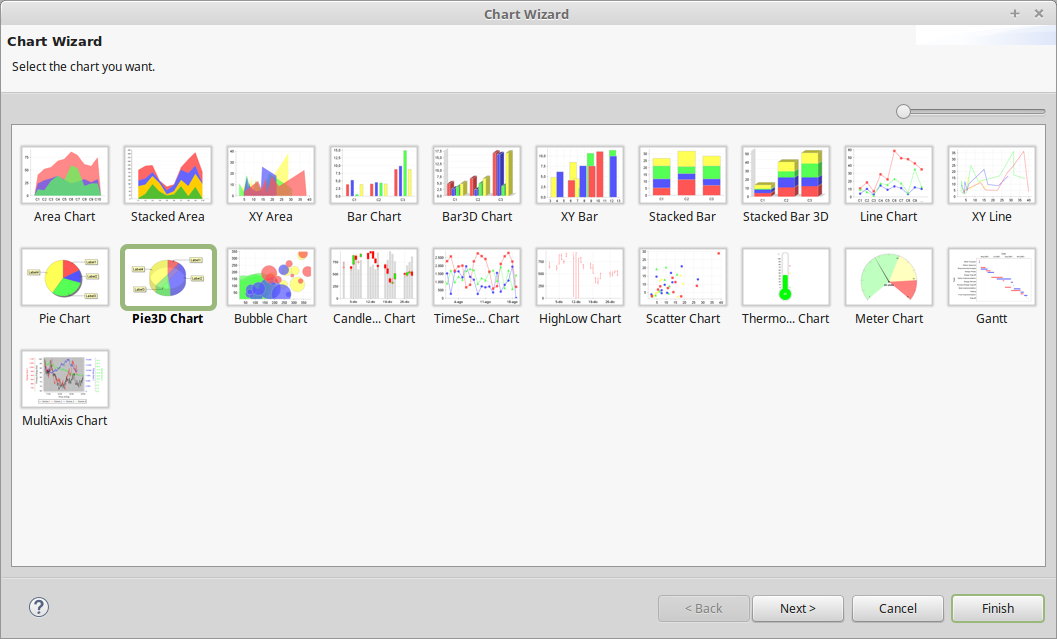 Chart Wizard
Chart Wizard
Select the chart you want.
Area Chart
Stacked Area
XY Area
Bar Chart
Bar3D Chart
XY Bar
Stacked Bar
Stacked Bar 3D
Line Chart
XY Line
Pie Chart
Pie3D Chart
Bubble Chart
Candle... Chart
TimeSe... Chart
HighLow Chart
Scatter Chart
Thermo... Chart
Meter Chart
Gantt
MultiAxis Chart
?
< Back
Next >
Cancel
Finish